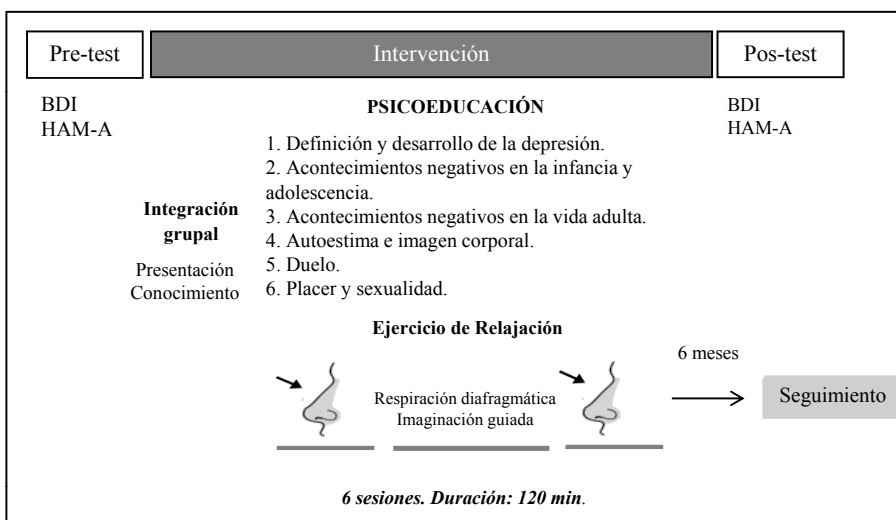 Pre-test
Intervención
Pos-test
BDI
HAM-A
PSICOEDUCACIÓN
BDI
HAM-A
1. Definición y desarrollo de la depresión.
2. Acontecimientos negativos en la infancia y
adolescencia.
3. Acontecimientos negativos en la vida adulta.
4. Autoestima e imagen corporal.
5. Duelo.
6. Placer y sexualidad.
Integración
grupal
Presentación
Conocimiento
Ejercicio de Relajación
Respiración diafragmática
Imaginación guiada
6 meses
Seguimiento
6 sesiones. Duración: 120 min.